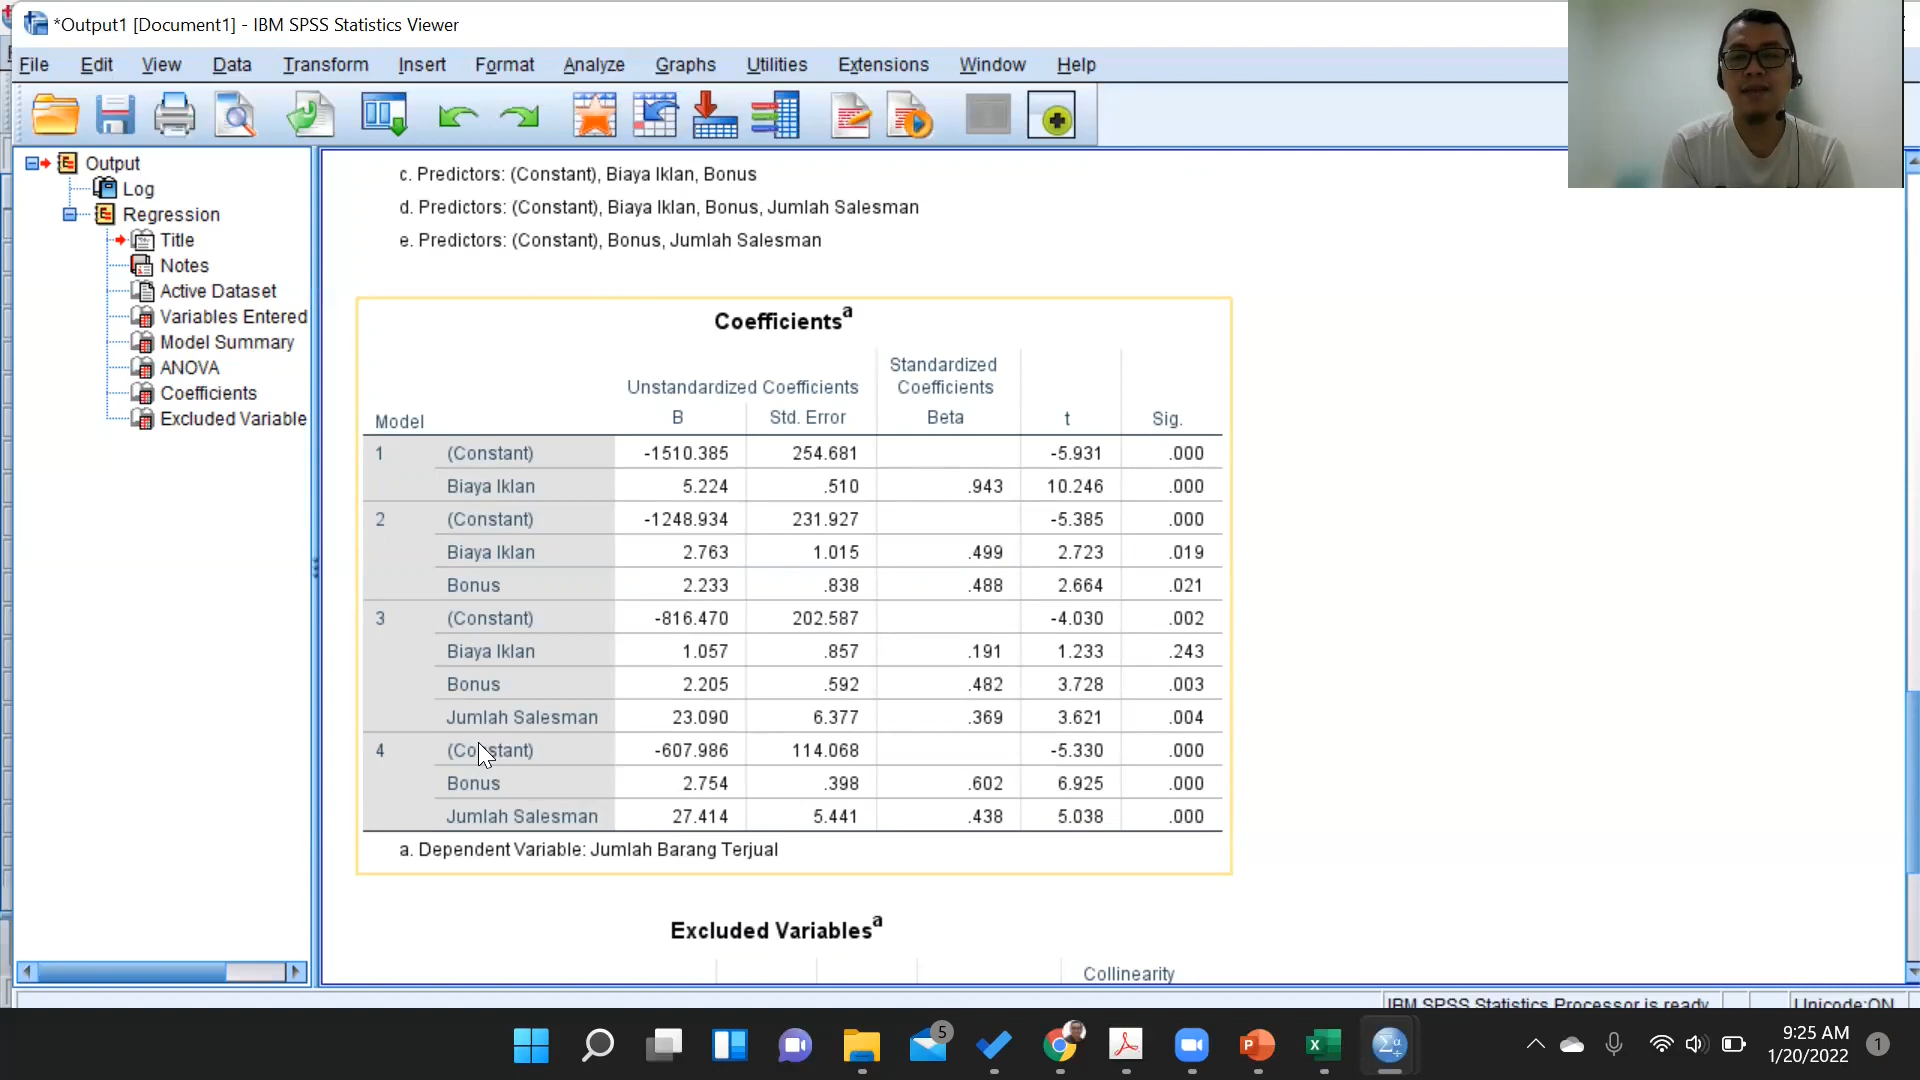 *Output1 [Document1] - IBM SPSS Statistics Viewer
File Edit View Data Transform Insert Format Analyze Graphs Utilities Extensions Window Help
Output
Log
Regression
Title
Notes
Active Dataset
Variables Entered
Model Summary
ANOVA
Coefficients
Excluded Variable
c. Predictors: (Constant), Biaya Iklan, Bonus
d. Predictors: (Constant), Biaya Iklan, Bonus, Jumlah Salesman
e. Predictors: (Constant), Bonus, Jumlah Salesman
Coefficientsa
Unstandardized Coefficients Standardized Coefficients
Model B Std. Error Beta t Sig.
1 (Constant) -1510.385 254.681 -5.931 .000
Biaya Iklan 5.224 .510 .943 10.246 .000
2 (Constant) -1248.934 231.927 -5.385 .000
Biaya Iklan 2.763 1.015 .499 2.723 .019
Bonus 2.233 .838 .488 2.664 .021
3 (Constant) -816.470 202.587 -4.030 .002
Biaya Iklan 1.057 .857 .191 1.233 .243
Bonus 2.205 .592 .482 3.728 .003
Jumlah Salesman 23.090 6.377 .369 3.621 .004
4 (Constant) -607.986 114.068 -5.330 .000
Bonus 2.754 .398 .602 6.925 .000
Jumlah Salesman 27.414 5.441 .438 5.038 .000
a. Dependent Variable: Jumlah Barang Terjual
Excluded Variablesa
Collinearity
IBM SPSS Statistics Processor is ready
Unicode:ON
5
9:25 AM
1/20/2022
1